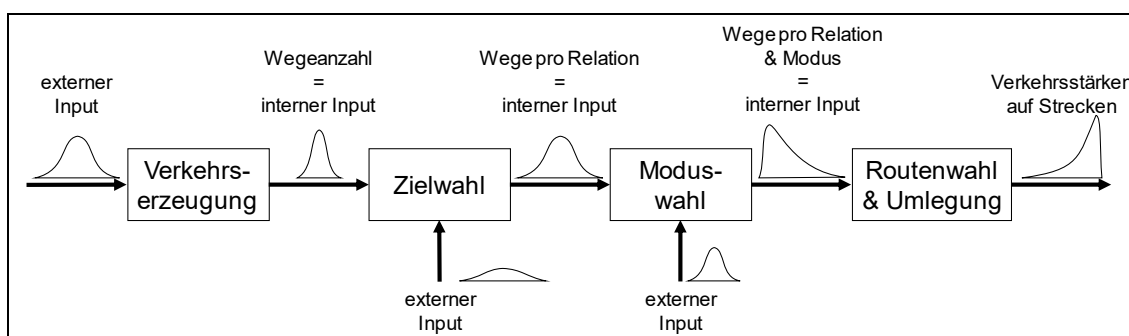 externer
Input
Verkehrs-
erzeugung
Wegeanzahl
=
interner Input
Zielwahl
externer
Input
Wege pro Relation
=
interner Input
Modus-
wahl
externer
Input
Wege pro Relation
& Modus
=
interner Input
Routenwahl
& Umlegung
Verkehrsstärken
auf Strecken